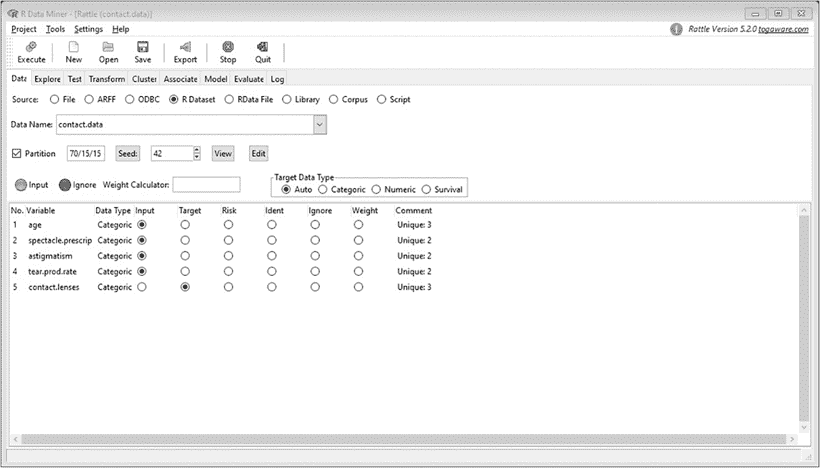 R Data Miner - [Rattle (contact.data)]
Project Tools Settings Help
Rattle Version 5.2.0 togaware.com
Execute New Open Save Export Stop Quit
Data Explore Test Transform Cluster Associate Model Evaluate Log
Source: File ARFF ODBC R Dataset RData File Library Corpus Script
Data Name: contact.data
Partition 70/15/15 Seed: 42 View Edit
Target Data Type
Input Ignore Weight Calculator: Auto Categoric Numeric Survival
No. Variable Data Type Input Target Risk Ident Ignore Weight Comment
1 age Categoric Unique: 3
2 spectacle.prescrip Categoric Unique: 2
3 astigmatism Categoric Unique: 2
4 tear.prod.rate Categoric Unique: 2
5 contact.lenses Categoric Unique: 3